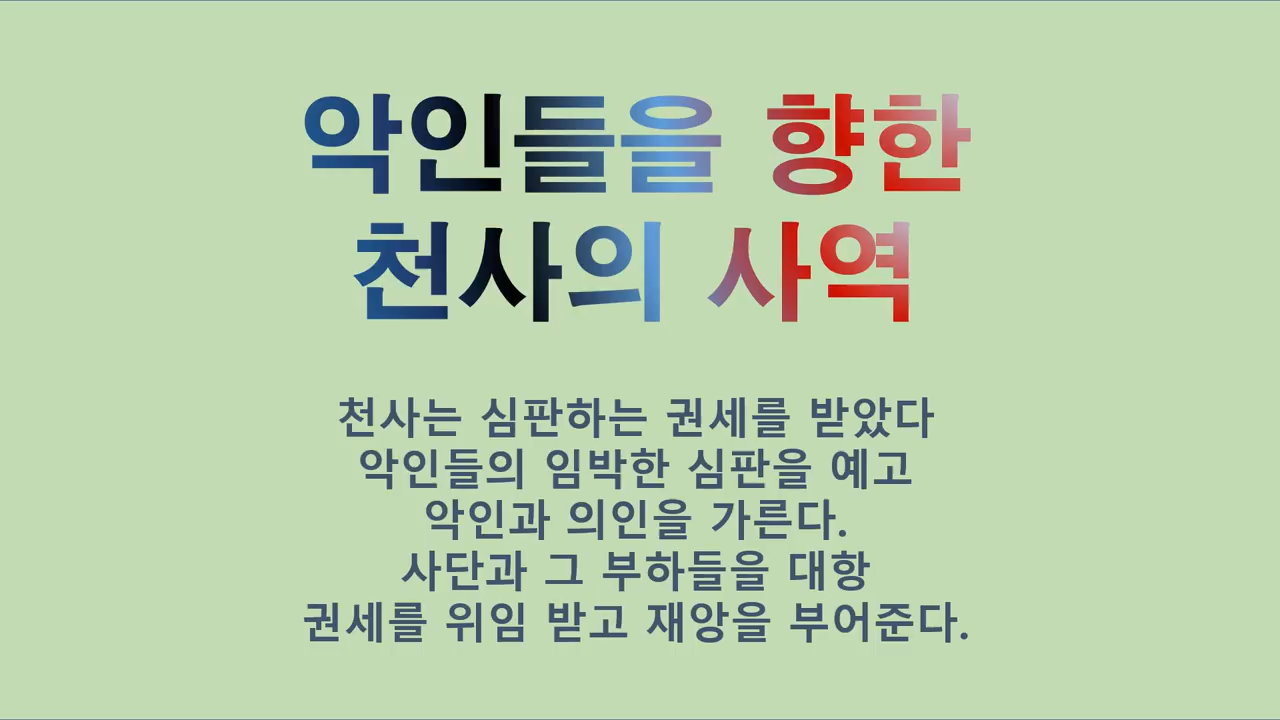 악인들을 향한
천사의 사역
천사는 심판하는 권세를 받았다
악인들의 임박한 심판을 예고
악인과 의인을 가른다.
사단과 그 부하들을 대항
권세를 위임 받고 재앙을 부어준다.